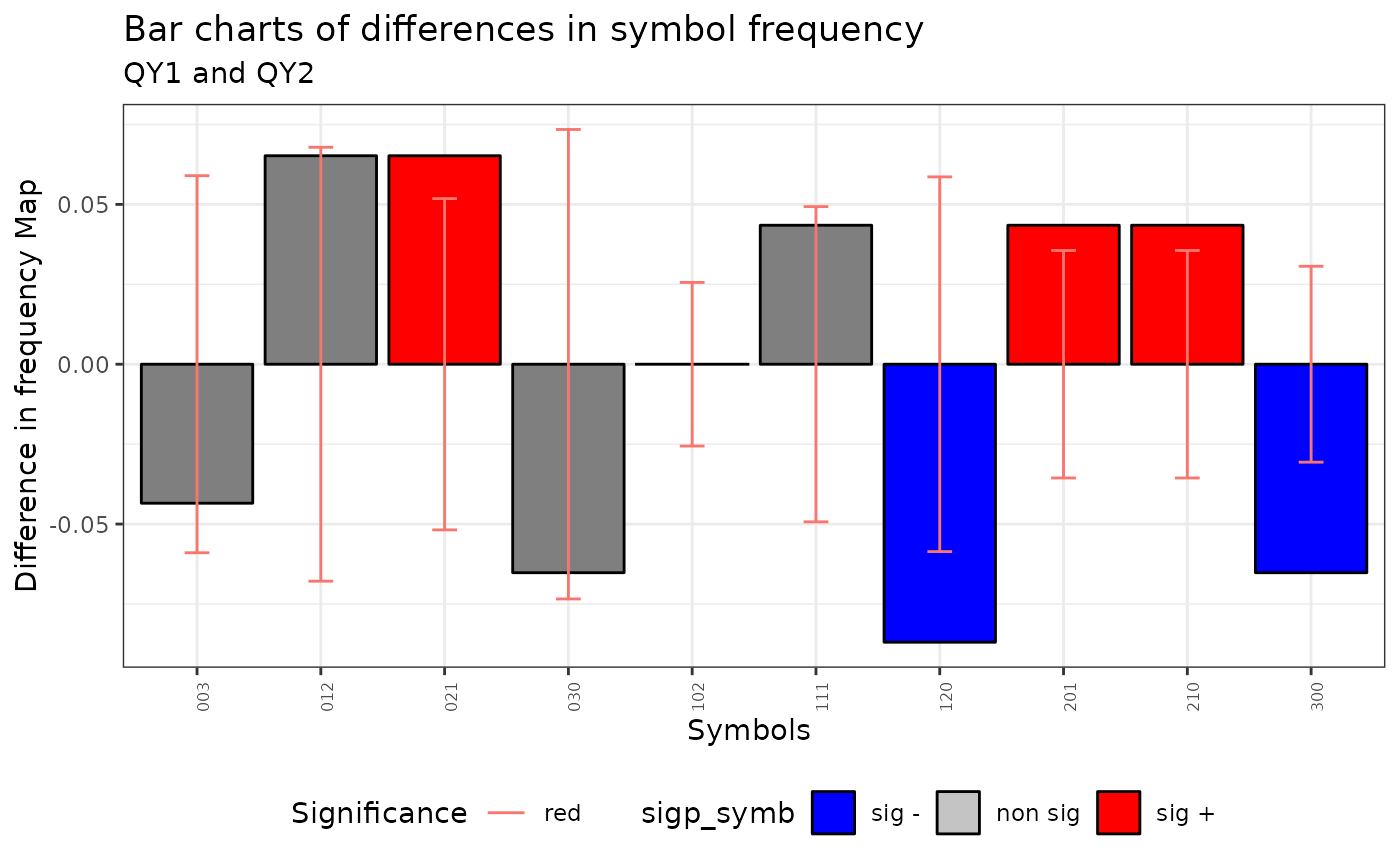 Bar charts of differences in symbol frequency
QY1 and QY2
Difference in frequency Map
0.05
0.00
-0.05
003 012 021 030 102 111 120 201 210 300
Symbols
Significance red sigp_symb sig - non sig sig +